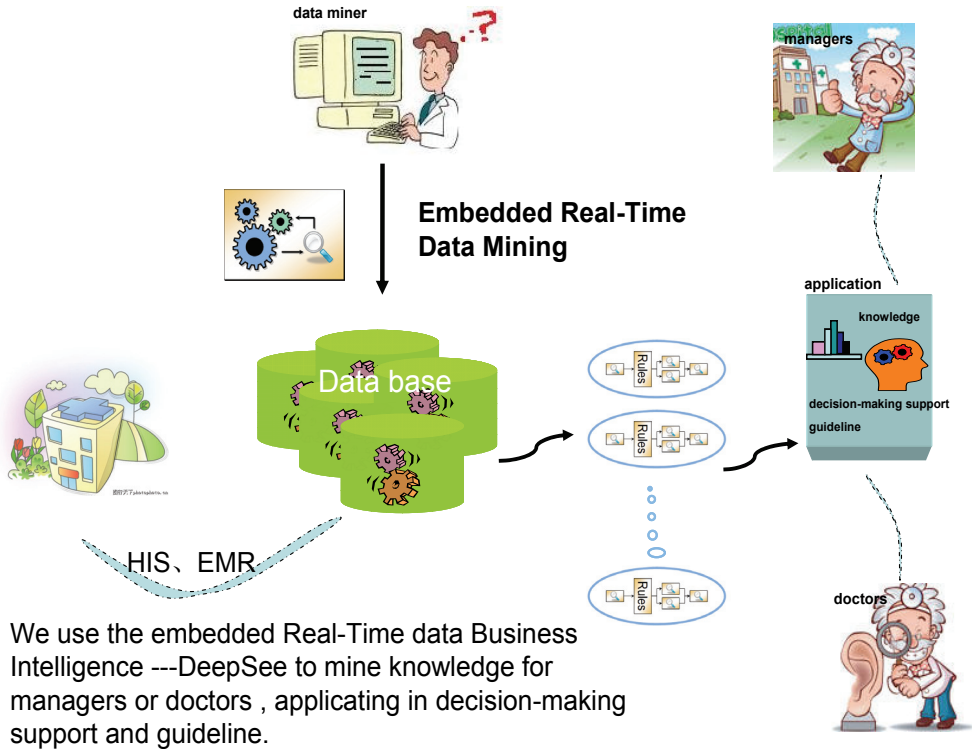 data miner
managers
Embedded Real-Time
Data Mining
application
knowledge
decision-making support
guideline
Data base
Rules
Rules
Rules
HIS、EMR
doctors
We use the embedded Real-Time data Business
Intelligence ---DeepSee to mine knowledge for
managers or doctors , applicating in decision-making
support and guideline.